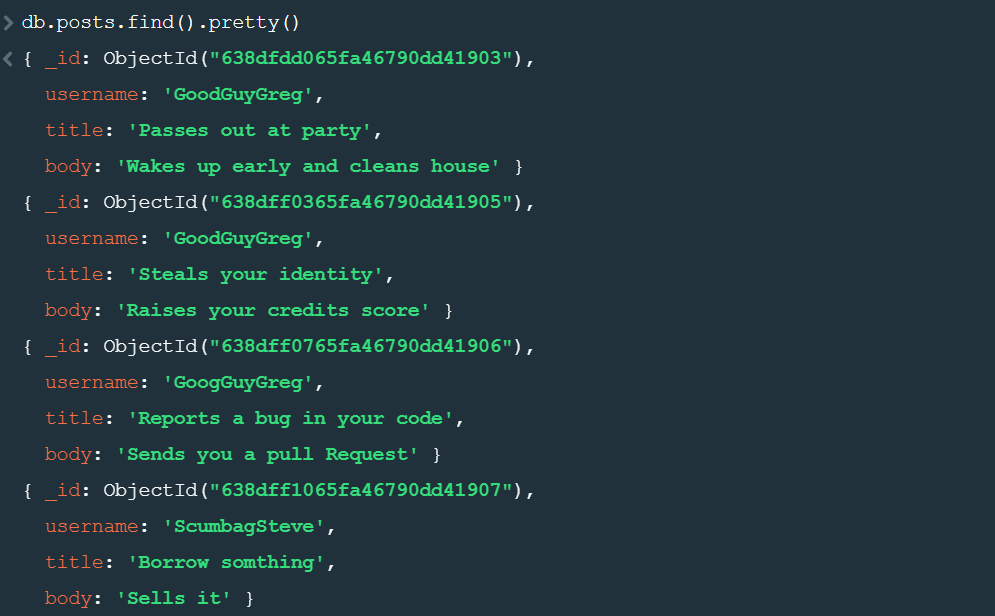 db.posts.find().pretty()
{ _id: ObjectId("638dfdd065fa46790dd41903"),
username: 'GoodGuyGreg',
title: 'Passes out at party',
body: 'Wakes up early and cleans house' }
{ _id: ObjectId("638dff0365fa46790dd41905"),
username: 'GoodGuyGreg',
title: 'Steals your identity',
body: 'Raises your credits score' }
{ _id: ObjectId("638dff0765fa46790dd41906"),
username: 'GoogGuyGreg',
title: 'Reports a bug in your code',
body: 'Sends you a pull Request' }
{ _id: ObjectId("638dff1065fa46790dd41907"),
username: 'ScumbagSteve',
title: 'Borrow somthing',
body: 'Sells it' }